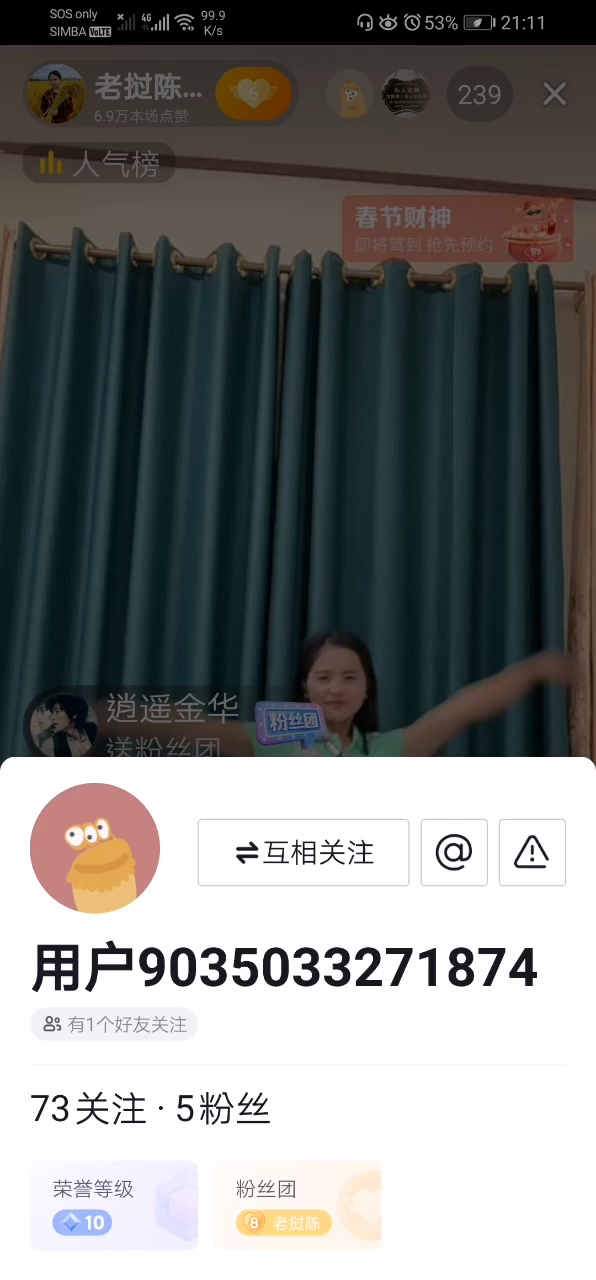 SOS only
SIMBA VoLTE
4G
99.9
K/s
53%
21:11
老挝陈...
6
6.9万本场点赞
239
人气榜
春节财神
即将驾到 抢先预约
逍遥金华
送粉丝团
粉丝团
互相关注
用户9035033271874
有1个好友关注
73关注 · 5粉丝
荣誉等级
10
粉丝团
8 老挝陈